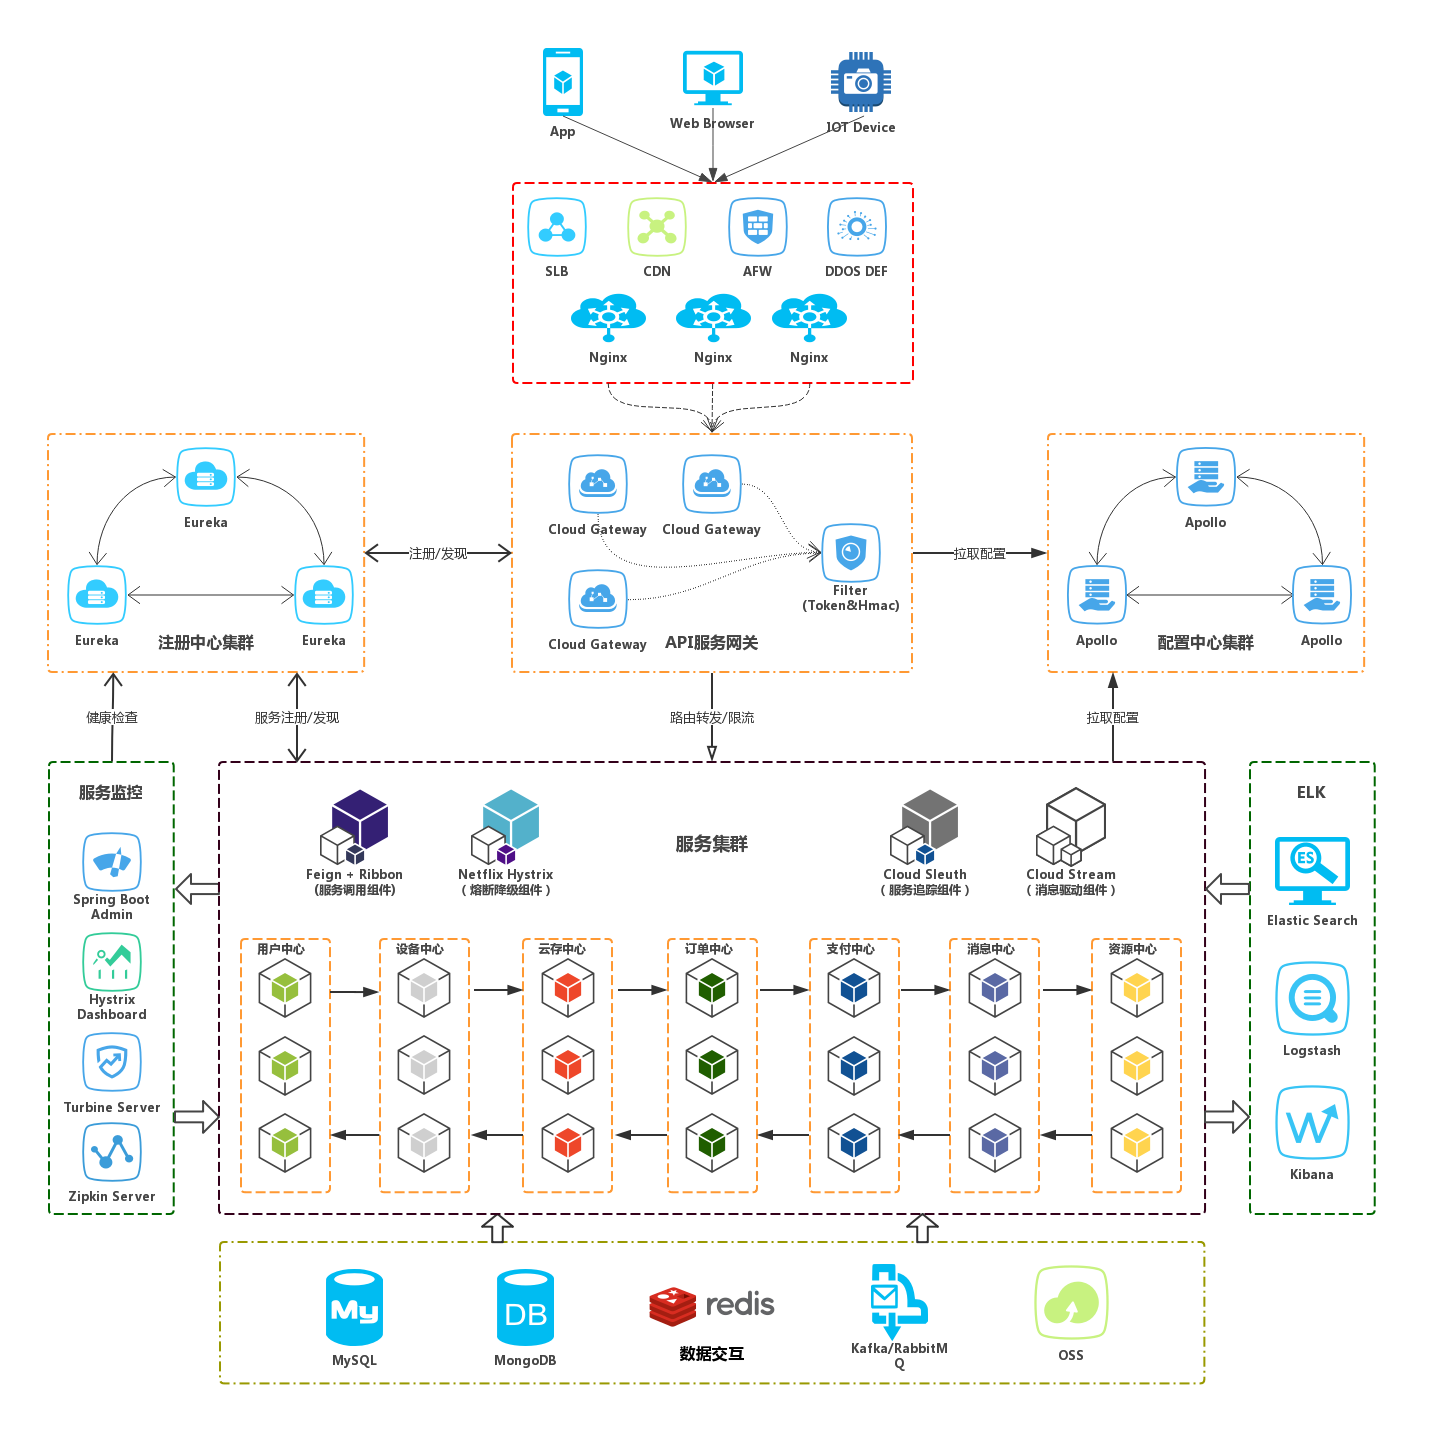 App
Web Browser
IOT Device
SLB
CDN
AFW
DDOS DEF
Nginx
Nginx
Nginx
Eureka
Eureka
Eureka
注册中心集群
注册/发现
Cloud Gateway
Cloud Gateway
Cloud Gateway
Filter
(Token&Hmac)
API服务网关
拉取配置
Apollo
Apollo
Apollo
配置中心集群
健康检查
服务注册/发现
路由转发/限流
拉取配置
服务监控
Spring Boot
Admin
Hystrix
Dashboard
Turbine Server
Zipkin Server
Feign + Ribbon
(服务调用组件)
Netflix Hystrix
（熔断降级组件）
服务集群
Cloud Sleuth
（服务追踪组件）
Cloud Stream
（消息驱动组件）
用户中心
设备中心
云存中心
订单中心
支付中心
消息中心
资源中心
ELK
ES
Elastic Search
Logstash
Kibana
My
MySQL
DB
MongoDB
redis
数据交互
Kafka/RabbitM
Q
OSS